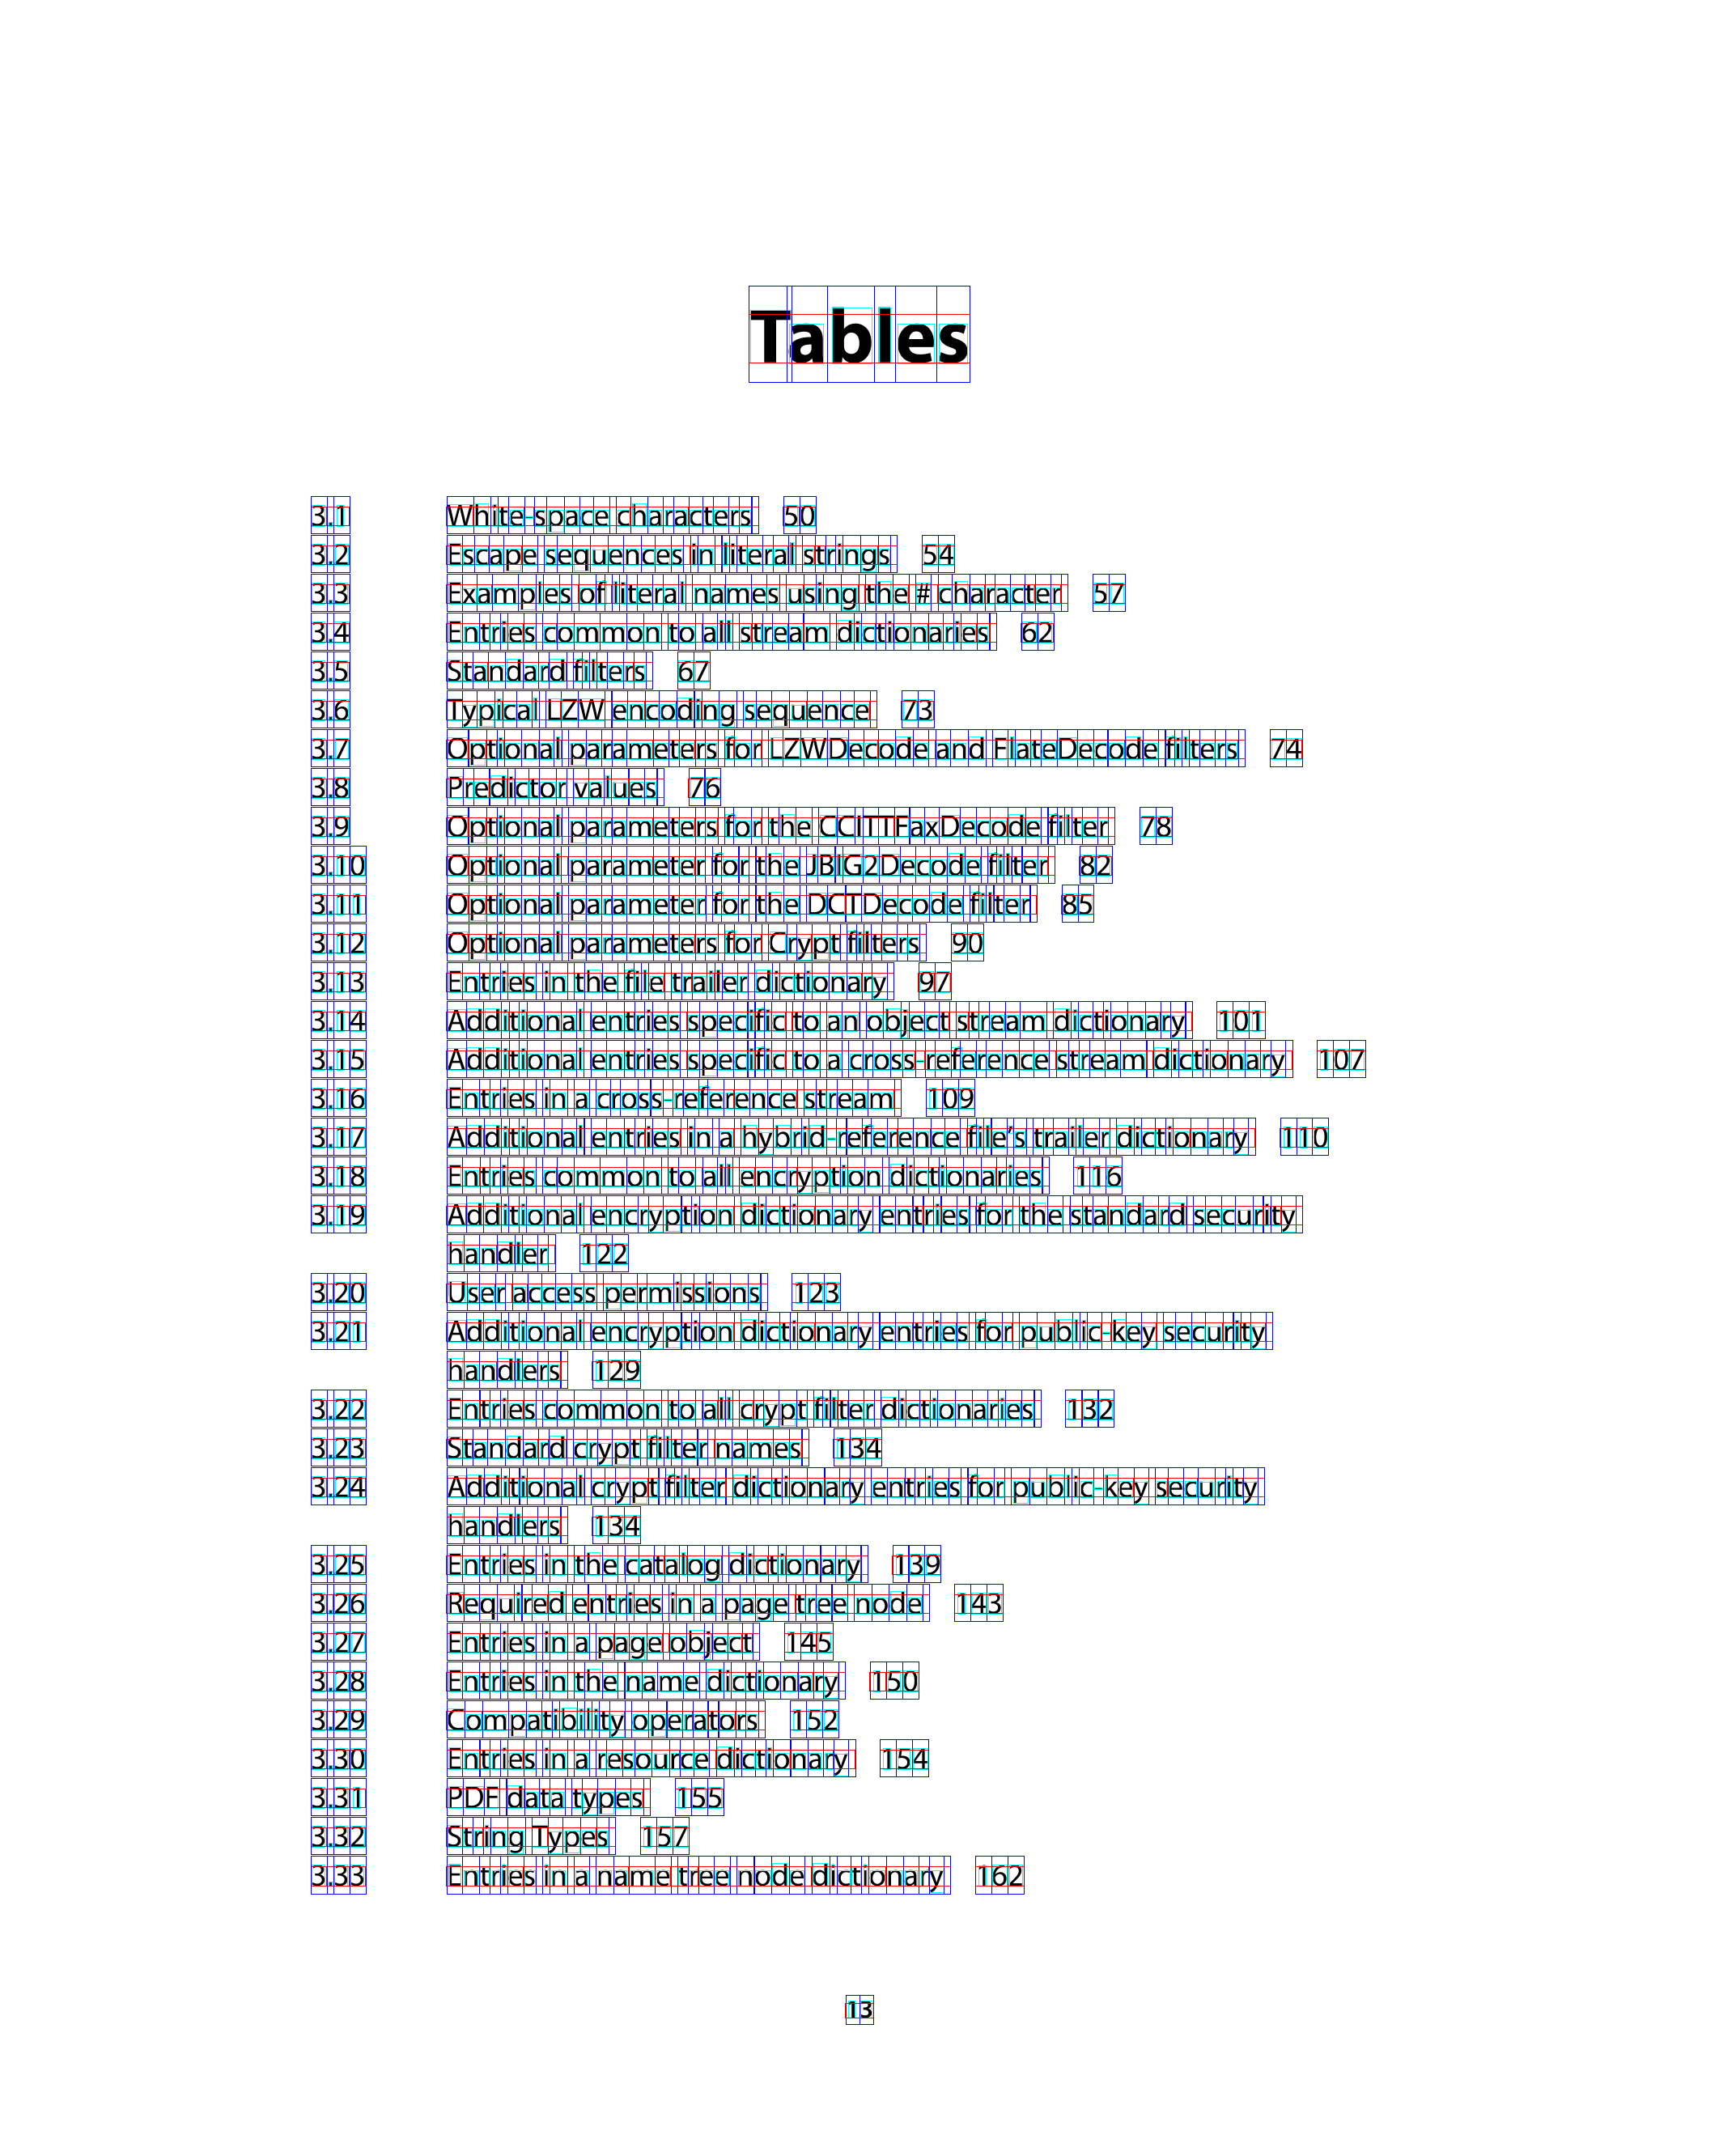 Tables
3.1 White-space characters 50
3.2 Escape sequences in literal strings 54
3.3 Examples of literal names using the # character 57
3.4 Entries common to all stream dictionaries 62
3.5 Standard filters 67
3.6 Typical LZW encoding sequence 73
3.7 Optional parameters for LZWDecode and FlateDecode filters 74
3.8 Predictor values 76
3.9 Optional parameters for the CCITTFaxDecode filter 78
3.10 Optional parameter for the JBIG2Decode filter 82
3.11 Optional parameter for the DCTDecode filter 85
3.12 Optional parameters for Crypt filters 90
3.13 Entries in the file trailer dictionary 97
3.14 Additional entries specific to an object stream dictionary 101
3.15 Additional entries specific to a cross-reference stream dictionary 107
3.16 Entries in a cross-reference stream 109
3.17 Additional entries in a hybrid-reference file’s trailer dictionary 110
3.18 Entries common to all encryption dictionaries 116
3.19 Additional encryption dictionary entries for the standard security
handler 122
3.20 User access permissions 123
3.21 Additional encryption dictionary entries for public-key security
handlers 129
3.22 Entries common to all crypt filter dictionaries 132
3.23 Standard crypt filter names 134
3.24 Additional crypt filter dictionary entries for public-key security
handlers 134
3.25 Entries in the catalog dictionary 139
3.26 Required entries in a page tree node 143
3.27 Entries in a page object 145
3.28 Entries in the name dictionary 150
3.29 Compatibility operators 152
3.30 Entries in a resource dictionary 154
3.31 PDF data types 155
3.32 String Types 157
3.33 Entries in a name tree node dictionary 162
13